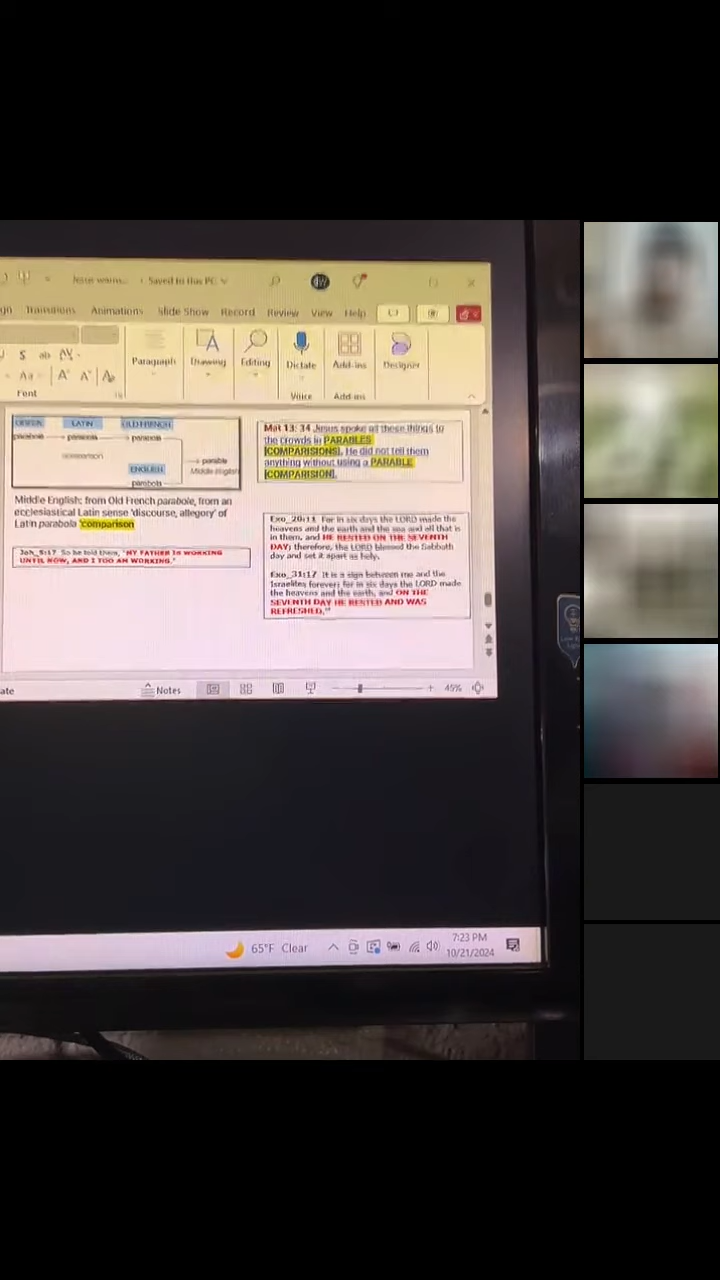 Saved to this PC
Transitions Animations Slide Show Record Review View Help
Paragraph Drawing Editing Dictate Add-ins Designer
Font Voice Add-ins
GREEK LATIN OLD FRENCH
parabola
comparison
ENGLISH
parable
Middle English
parabola
Middle English: from Old French parabole, from an
ecclesiastical Latin sense 'discourse, allegory' of
Latin parabola 'comparison
Joh_5:17 So he told them, "MY FATHER IS WORKING
UNTIL NOW, AND I TOO AM WORKING."
Mat 13: 34 Jesus spoke all these things to
the crowds in PARABLES
[COMPARISIONS]. He did not tell them
anything without using a PARABLE
[COMPARISION].
Exo_20:11 For in six days the LORD made the
heavens and the earth and the sea and all that is
in them, and HE RESTED ON THE SEVENTH
DAY; therefore, the LORD blessed the Sabbath
day and set it apart as holy.
Exo_31:17 It is a sign between me and the
Israelites forever; for in six days the LORD made
the heavens and the earth, and ON THE
SEVENTH DAY HE RESTED AND WAS
REFRESHED."
Notes
45%
65°F Clear
7:23 PM
10/21/2024